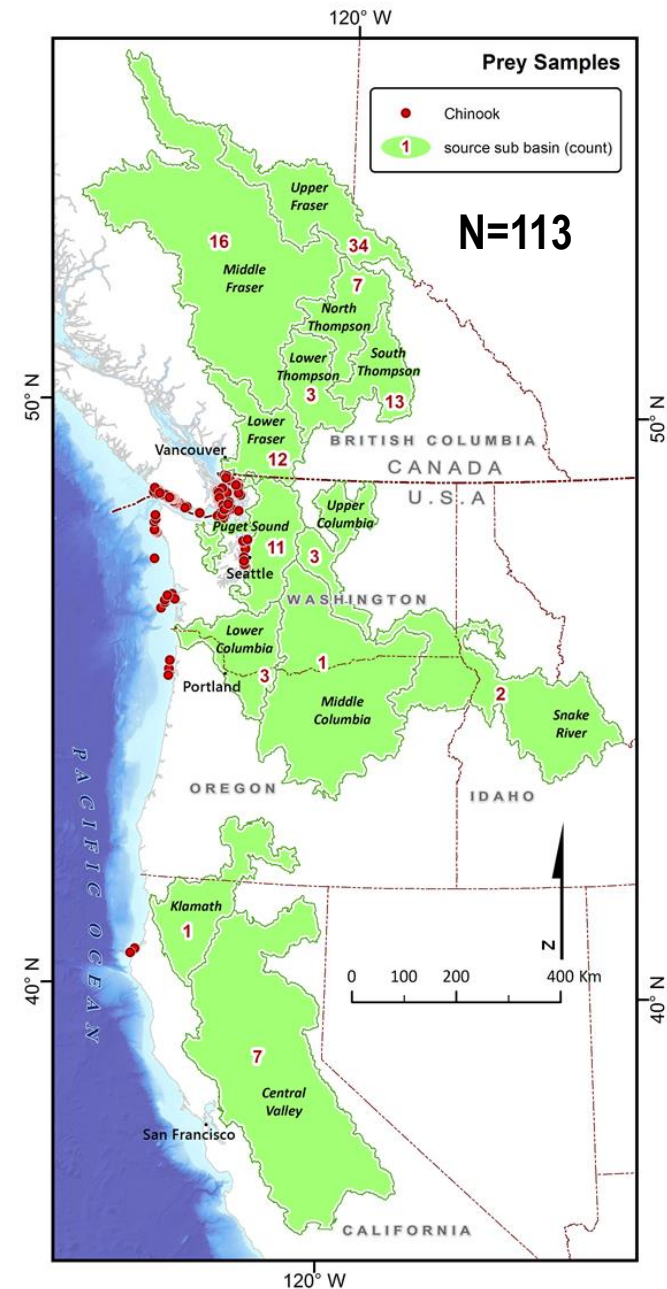 120° W
Prey Samples
Chinook
1 source sub basin (count)
N=113
Upper
Fraser
16
34
Middle
Fraser
7
North
Thompson
Lower
Thompson
South
Thompson
3
13
50° N
50° N
Lower
Fraser
BRITISH COLUMBIA
Vancouver
12
CANADA
U.S.A
Upper
Columbia
Puget Sound
11
3
Seattle
WASHINGTON
Lower
Columbia
1
3
Portland
Middle
Columbia
2
Snake
River
PACIFIC OCEAN
OREGON
IDAHO
Klamath
1
N
0 100 200 400 Km
40° N
40° N
7
Central
Valley
San Francisco
CALIFORNIA
120° W